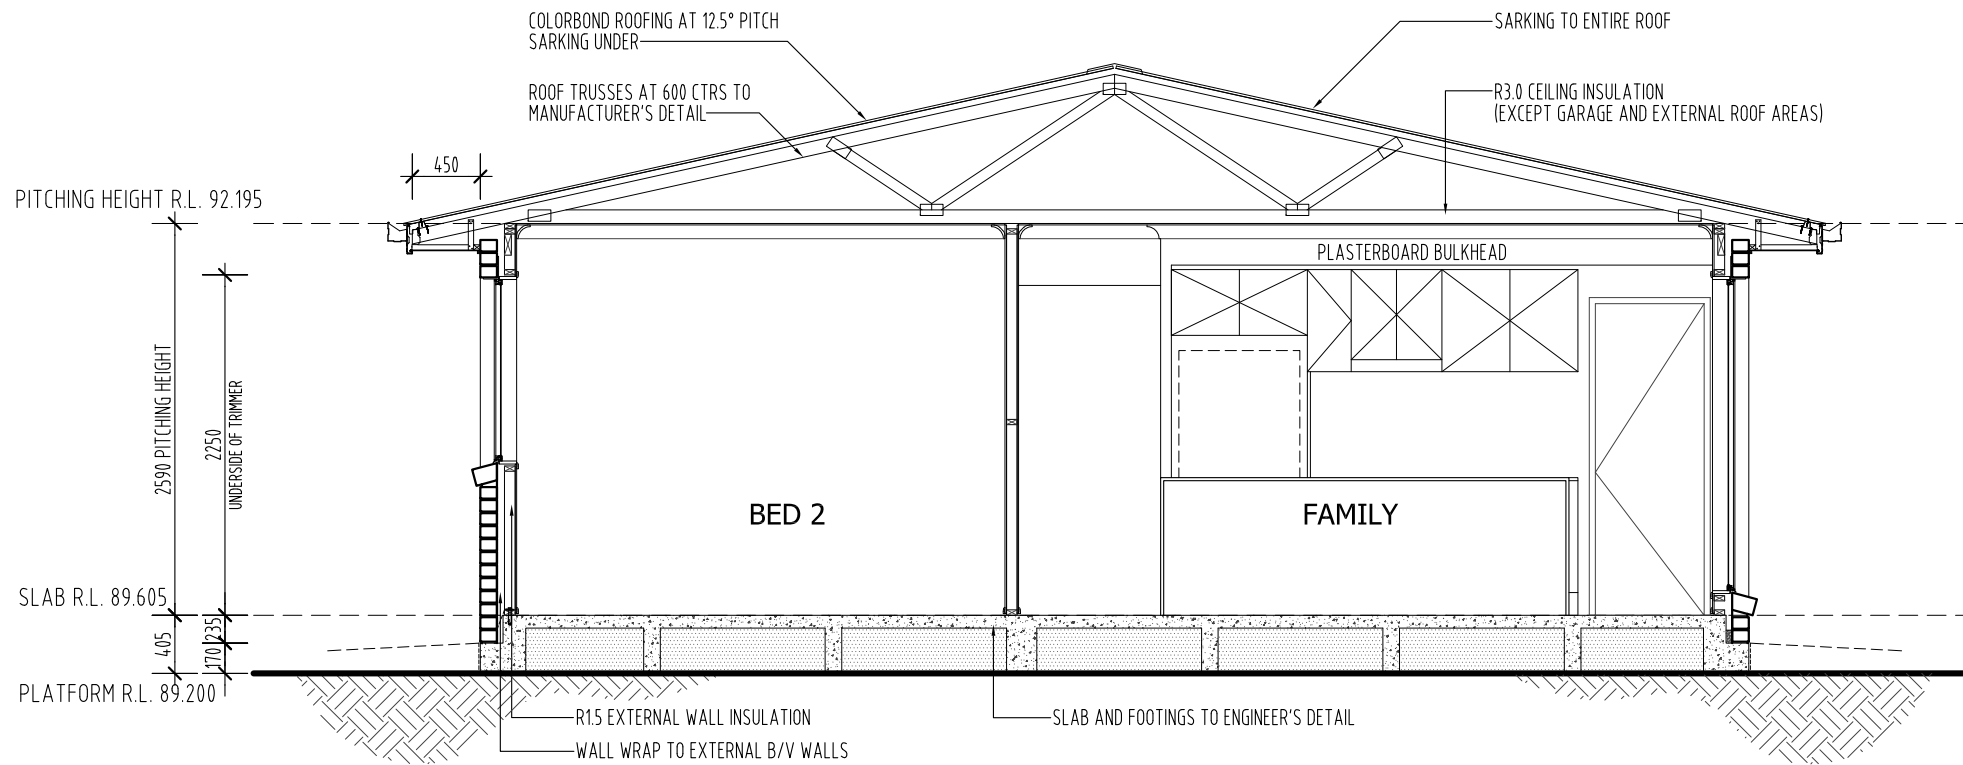 COLORBOND ROOFING AT 12.5° PITCH
SARKING UNDER
SARKING TO ENTIRE ROOF
ROOF TRUSSES AT 600 CTRS TO
MANUFACTURER'S DETAIL
R3.0 CEILING INSULATION
(EXCEPT GARAGE AND EXTERNAL ROOF AREAS)
450
PITCHING HEIGHT R.L. 92.195
PLASTERBOARD BULKHEAD
2590 PITCHING HEIGHT
2250
UNDERSIDE OF TRIMMER
BED 2
FAMILY
SLAB R.L. 89.605
405
235
170
PLATFORM R.L. 89.200
R1.5 EXTERNAL WALL INSULATION
SLAB AND FOOTINGS TO ENGINEER'S DETAIL
WALL WRAP TO EXTERNAL B/V WALLS